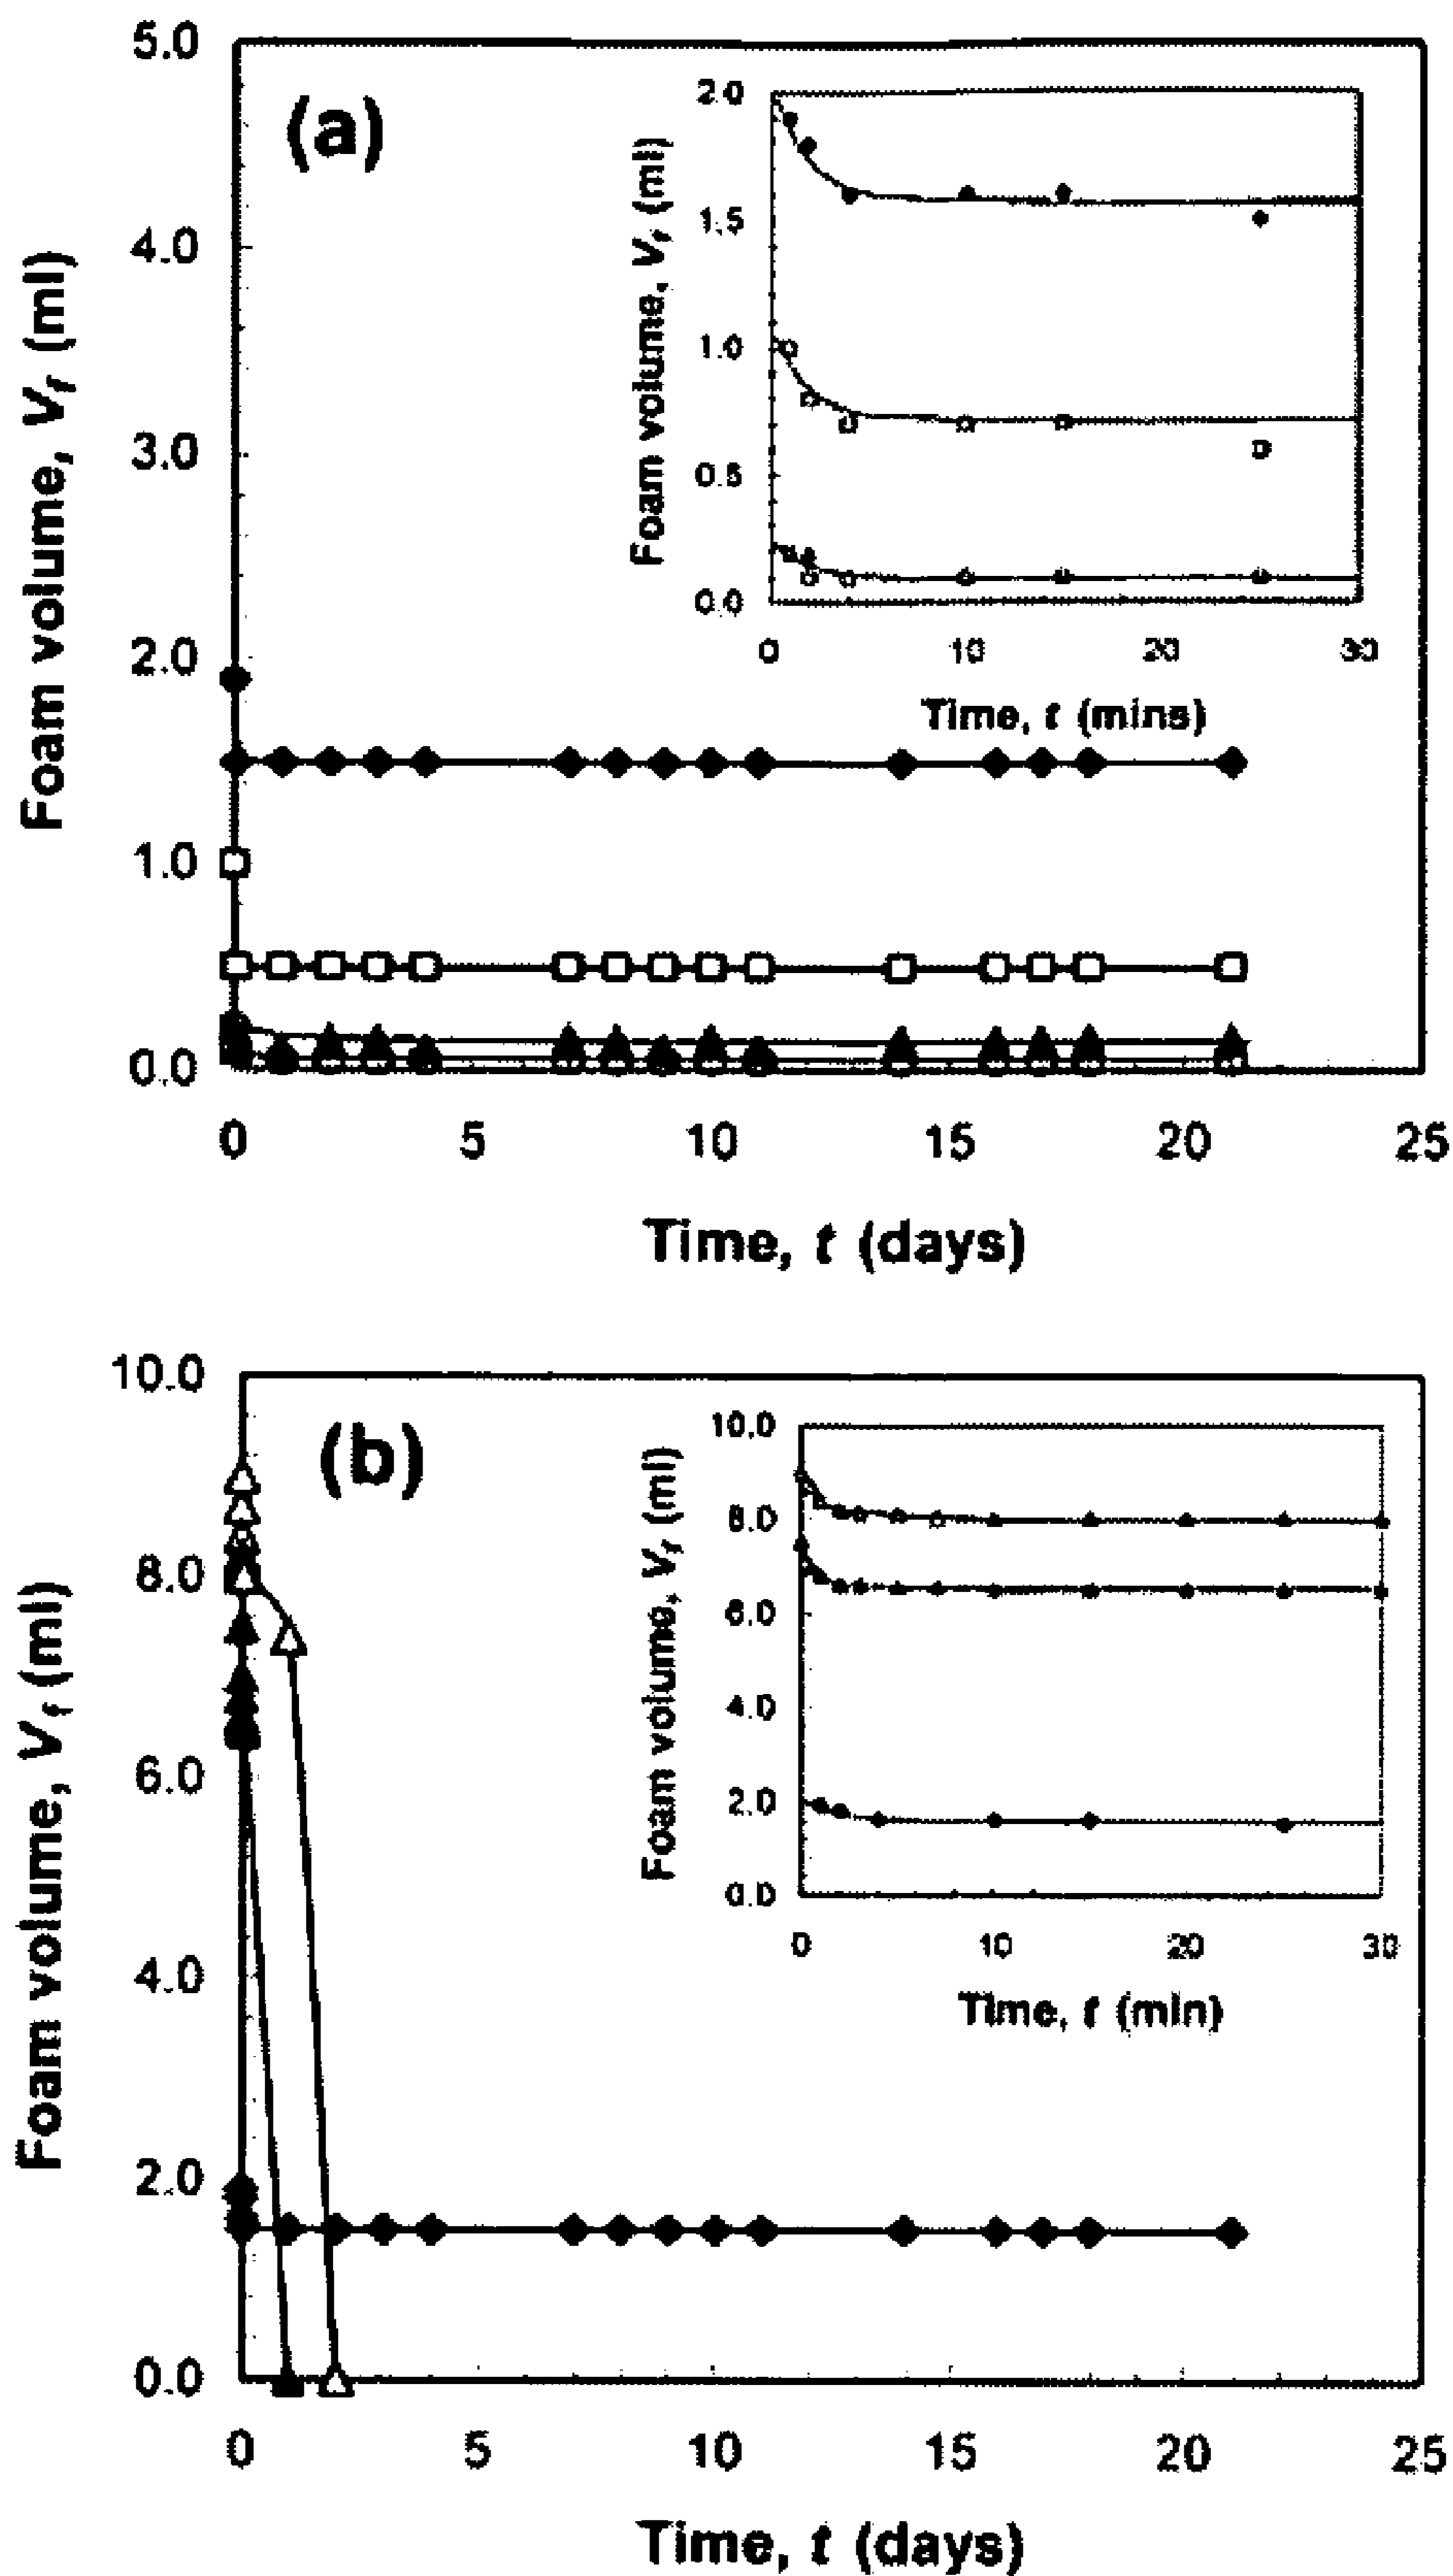 (a)
Foam volume, Vf (ml)
5.0
4.0
3.0
2.0
1.0
0.0
0 5 10 15 20 25
Time, t (days)
Foam volume, Vf (ml)
2.0
1.5
1.0
0.5
0.0
0 10 20 30
Time, t (mins)
(b)
Foam volume, Vf (ml)
10.0
8.0
6.0
4.0
2.0
0.0
0 5 10 15 20 25
Time, t (days)
Foam volume, Vf (ml)
10.0
8.0
6.0
4.0
2.0
0.0
0 10 20 30
Time, t (min)